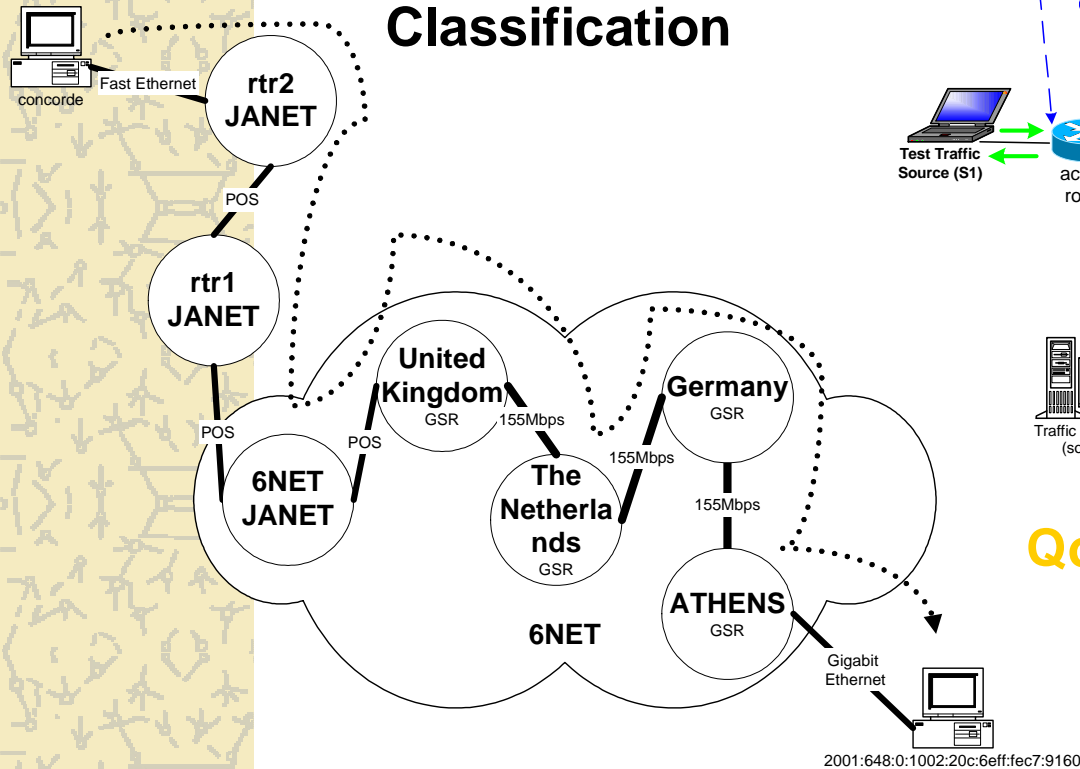 Classification
concorde
Fast Ethernet
rtr2
JANET
POS
rtr1
JANET
POS
6NET
JANET
POS
United
Kingdom
GSR
155Mbps
The
Netherla
nds
GSR
155Mbps
Germany
GSR
155Mbps
ATHENS
GSR
6NET
Gigabit
Ethernet
2001:648:0:1002:20c:6eff:fec7:9160
Test Traffic
Source (S1)
Traffic